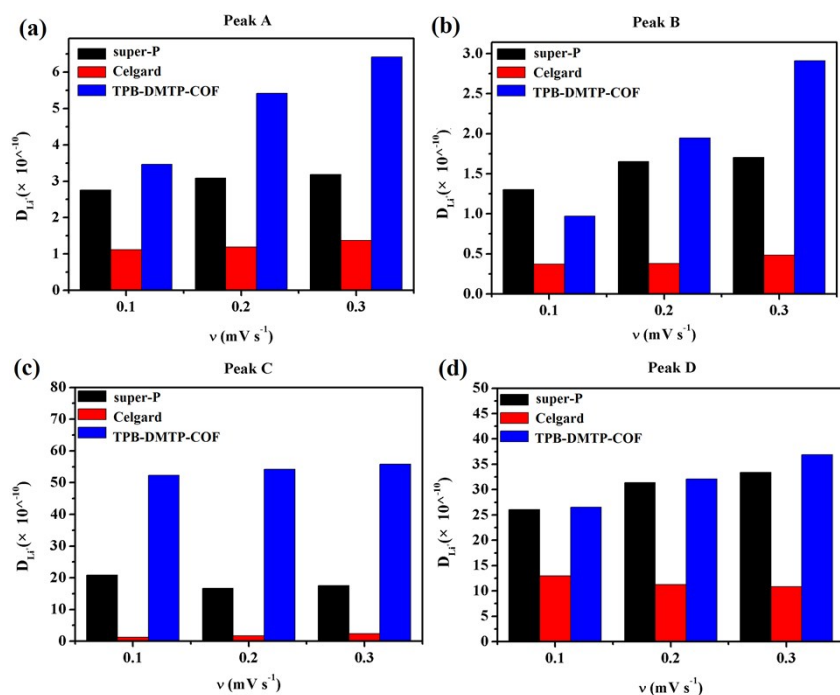 (a)
Peak A
super-P
Celgard
TPB-DMTP-COF
D_Li+(× 10^-10)
6
5
4
3
2
1
0
0.1 0.2 0.3
ν (mV s⁻¹)
(b)
Peak B
super-P
Celgard
TPB-DMTP-COF
D_Li+(× 10^-10)
3.0
2.5
2.0
1.5
1.0
0.5
0.0
0.1 0.2 0.3
ν (mV s⁻¹)
(c)
Peak C
super-P
Celgard
TPB-DMTP-COF
D_Li+(× 10^-10)
80
70
60
50
40
30
20
10
0
0.1 0.2 0.3
ν (mV s⁻¹)
(d)
Peak D
super-P
Celgard
TPB-DMTP-COF
D_Li+(× 10^-10)
50
45
40
35
30
25
20
15
10
5
0
0.1 0.2 0.3
ν (mV s⁻¹)